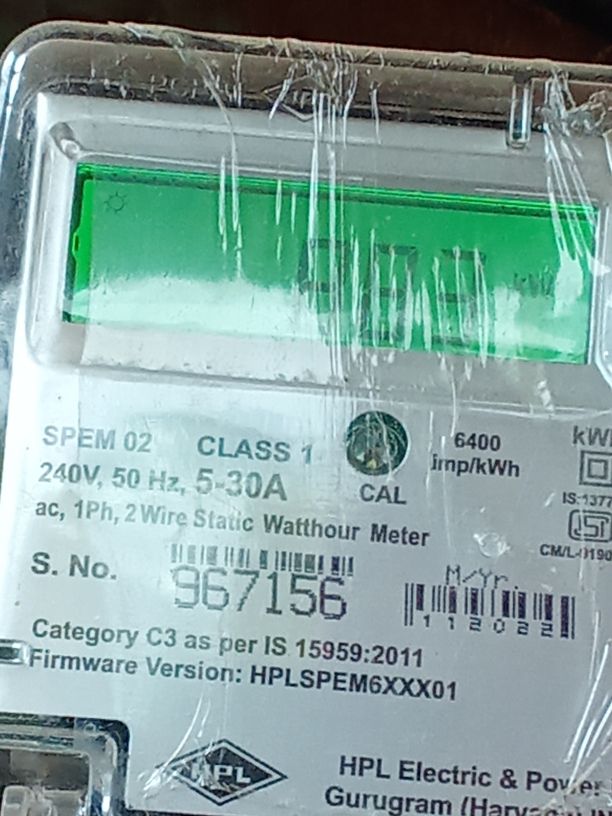 SPEM 02 CLASS 1
240V, 50 Hz, 5-30A
CAL
6400
imp/kWh
ac, 1Ph, 2 Wire Static Watthour Meter
S. No.
967156
M/Yr.
112022
Category C3 as per IS 15959:2011
Firmware Version: HPLSPEM6XXX01
HPL
HPL Electric &
Gurugram